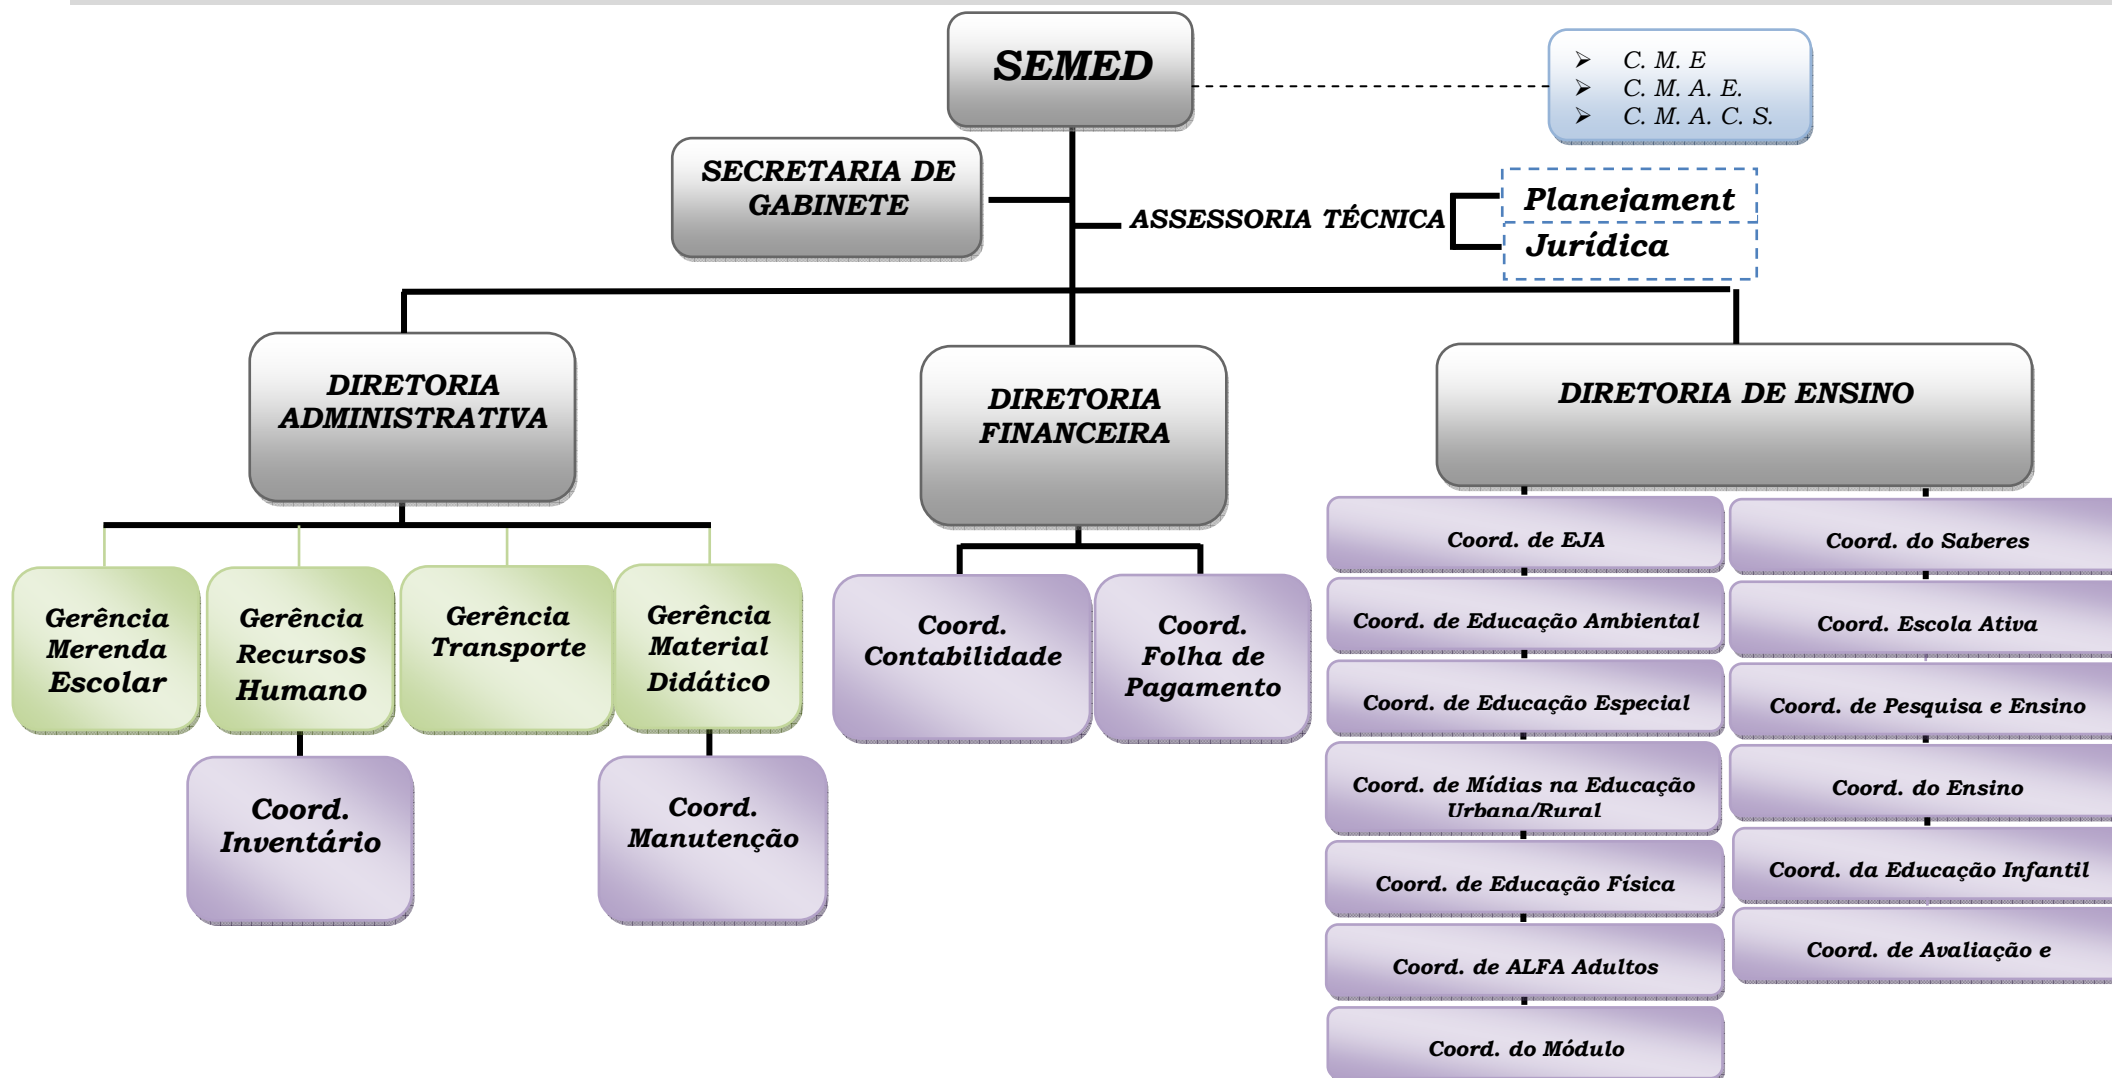 SEMED
C. M. E
C. M. A. E.
C. M. A. C. S.
SECRETARIA DE
GABINETE
ASSESSORIA TÉCNICA
Planejament
Jurídica
DIRETORIA
ADMINISTRATIVA
DIRETORIA
FINANCEIRA
DIRETORIA DE ENSINO
Gerência
Merenda
Escolar
Gerência
Recursos
Humano
Gerência
Transporte
Gerência
Material
Didático
Coord.
Inventário
Coord.
Manutenção
Coord.
Contabilidade
Coord.
Folha de
Pagamento
Coord. de EJA
Coord. de Educação Ambiental
Coord. de Educação Especial
Coord. de Mídias na Educação
Urbana/Rural
Coord. de Educação Física
Coord. de ALFA Adultos
Coord. do Módulo
Coord. do Saberes
Coord. Escola Ativa
Coord. de Pesquisa e Ensino
Coord. do Ensino
Coord. da Educação Infantil
Coord. de Avaliação e